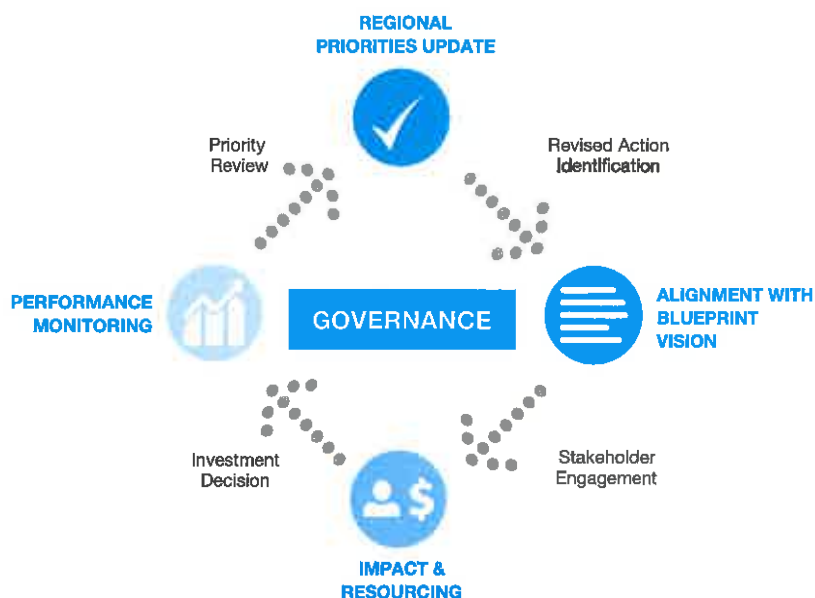 REGIONAL
PRIORITIES UPDATE
Priority
Review
Revised Action
Identification
PERFORMANCE
MONITORING
GOVERNANCE
ALIGNMENT WITH
BLUEPRINT
VISION
Investment
Decision
Stakeholder
Engagement
$
IMPACT &
RESOURCING